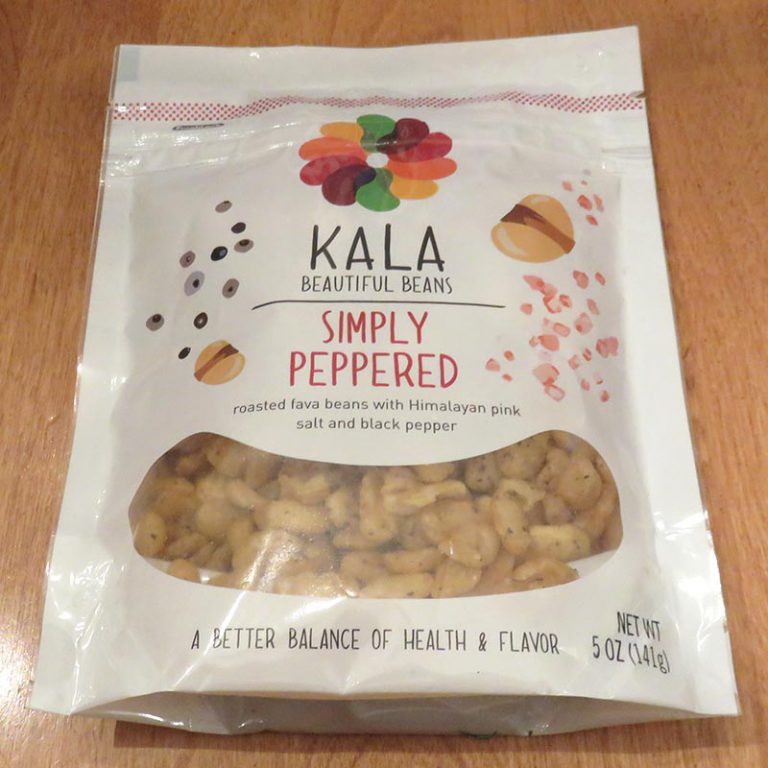 KALA
BEAUTIFUL BEANS
SIMPLY
PEPPERED
roasted fava beans with Himalayan pink
salt and black pepper
A BETTER BALANCE OF HEALTH & FLAVOR
NET WT
5 OZ (141g)